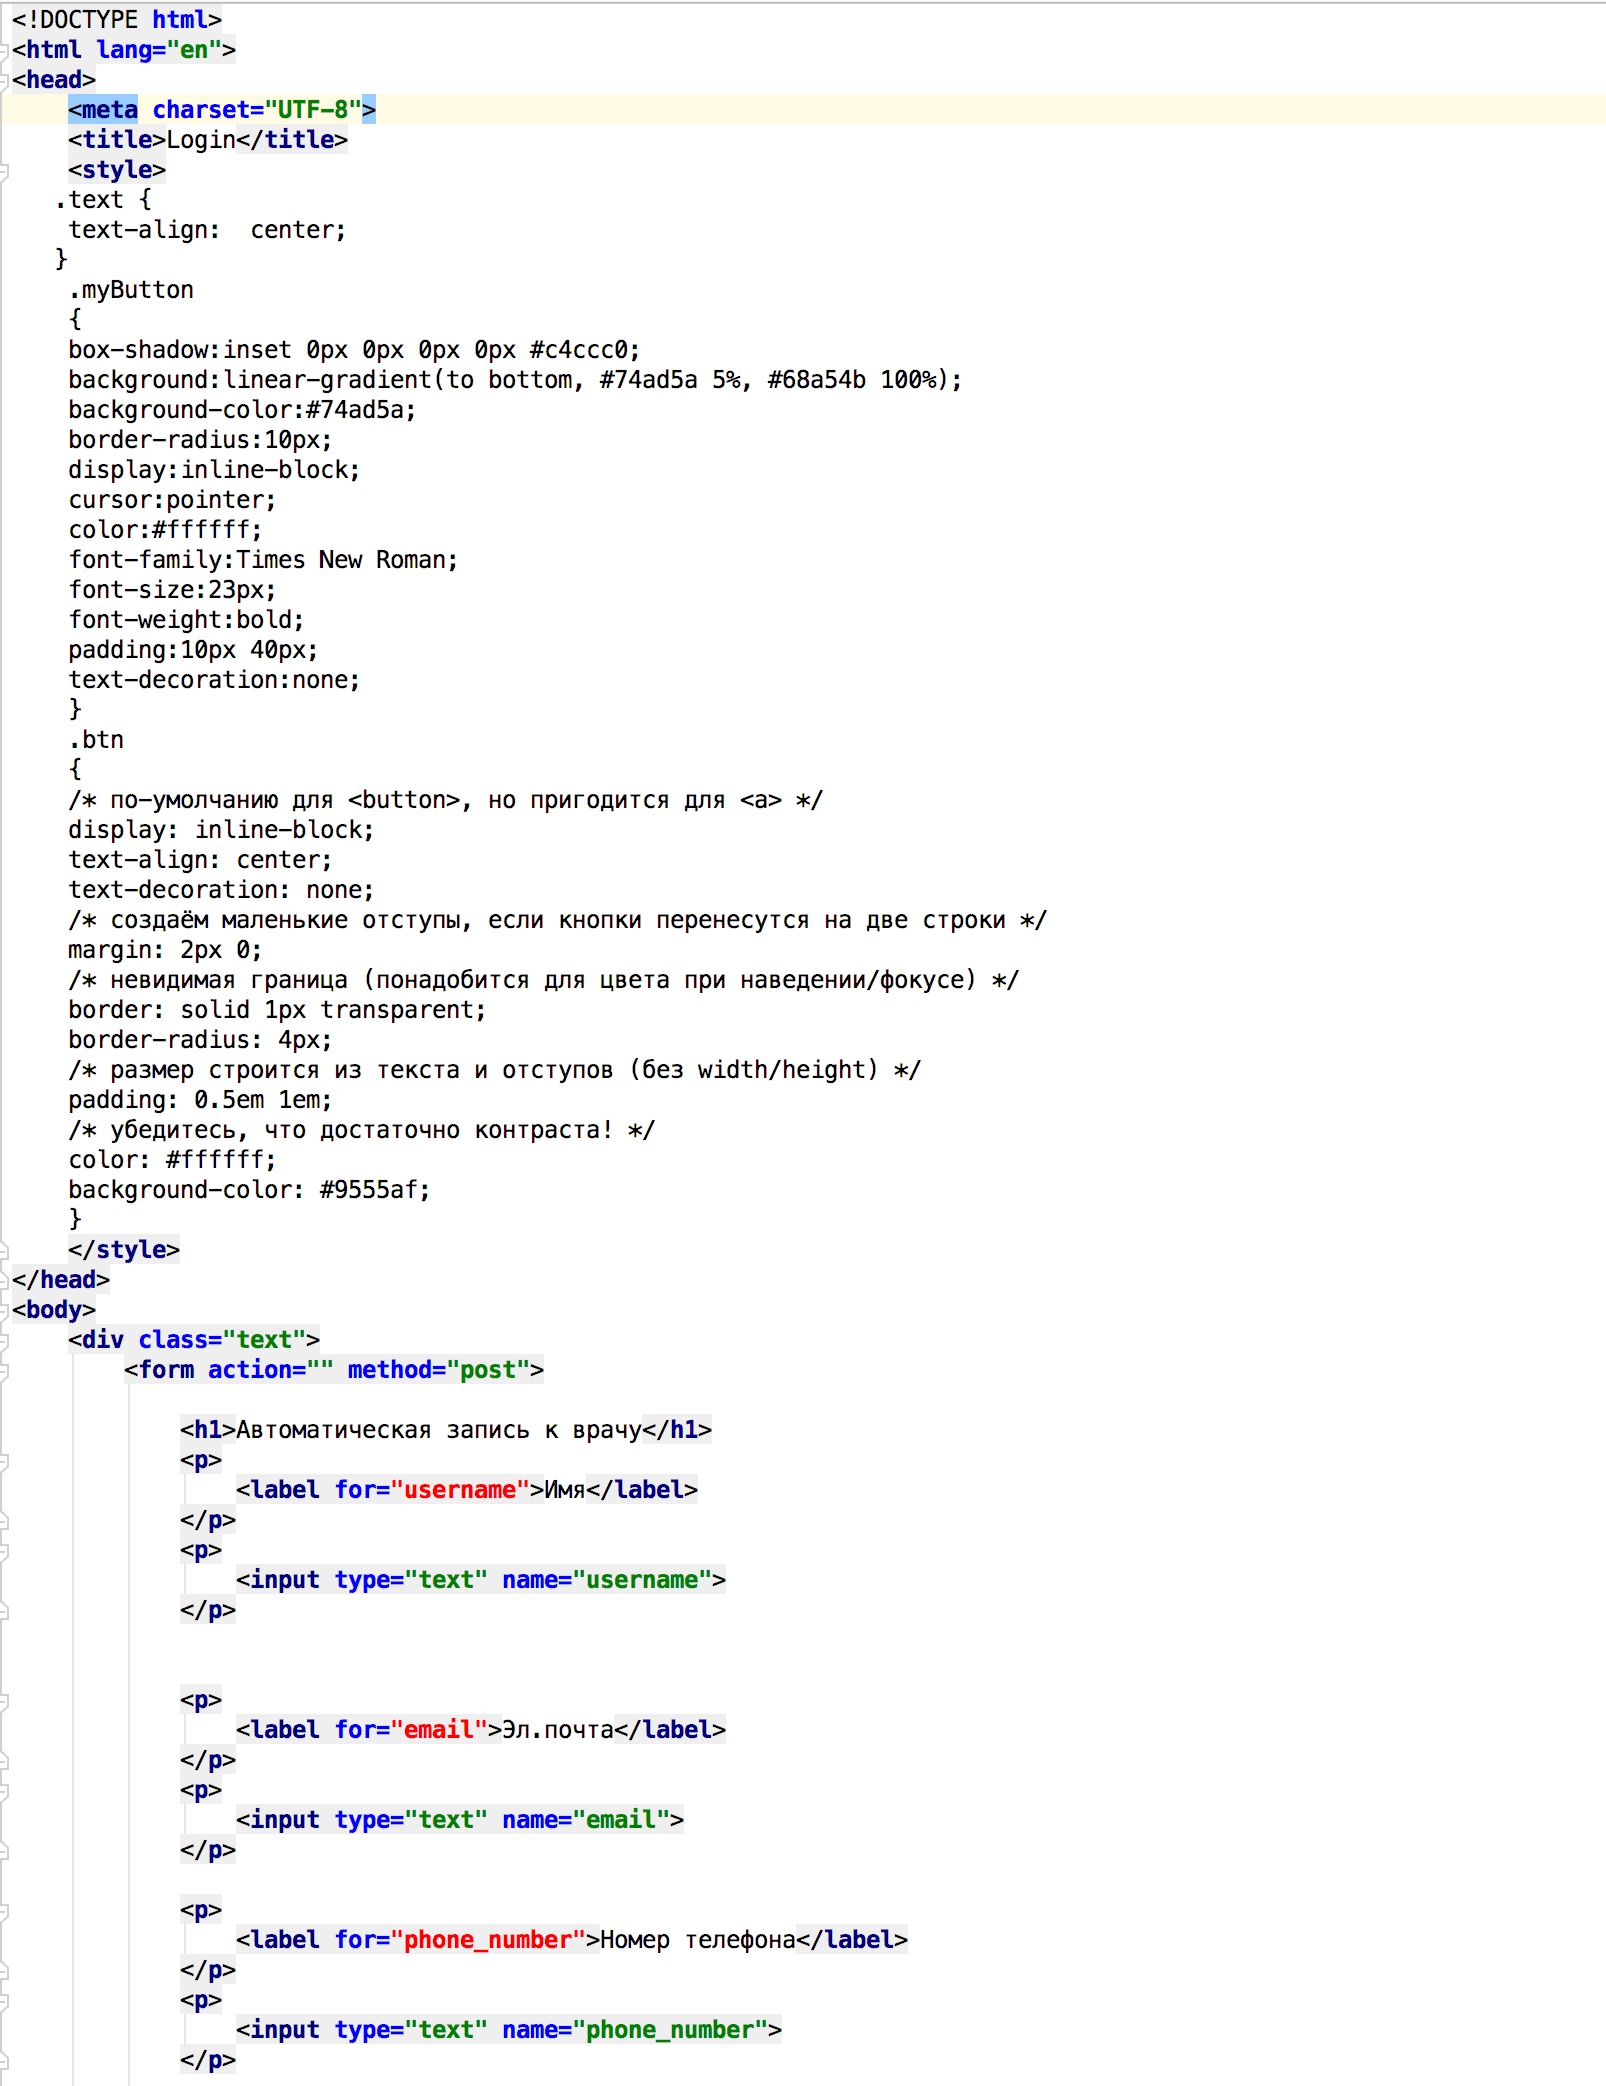 <!DOCTYPE html>
<html lang="en">
<head>
<meta charset="UTF-8">
<title>Login</title>
<style>
.text {
text-align:  center;
}
.myButton
{
box-shadow:inset 0px 0px 0px 0px #c4ccc0;
background:linear-gradient(to bottom, #74ad5a 5%, #68a54b 100%);
background-color:#74ad5a;
border-radius:10px;
display:inline-block;
cursor:pointer;
color:#ffffff;
font-family:Times New Roman;
font-size:23px;
font-weight:bold;
padding:10px 40px;
text-decoration:none;
}
.btn
{
/* по-умолчанию для <button>, но пригодится для <a> */
display: inline-block;
text-align: center;
text-decoration: none;
/* создаём маленькие отступы, если кнопки перенесутся на две строки */
margin: 2px 0;
/* невидимая граница (понадобится для цвета при наведении/фокусе) */
border: solid 1px transparent;
border-radius: 4px;
/* размер строится из текста и отступов (без width/height) */
padding: 0.5em 1em;
/* убедитесь, что достаточно контраста! */
color: #ffffff;
background-color: #9555af;
}
</style>
</head>
<body>
<div class="text">
<form action="" method="post">
<h1>Автоматическая запись к врачу</h1>
<p>
<label for="username">Имя</label>
</p>
<p>
<input type="text" name="username">
</p>
<p>
<label for="email">Эл.почта</label>
</p>
<p>
<input type="text" name="email">
</p>
<p>
<label for="phone_number">Номер телефона</label>
</p>
<p>
<input type="text" name="phone_number">
</p>